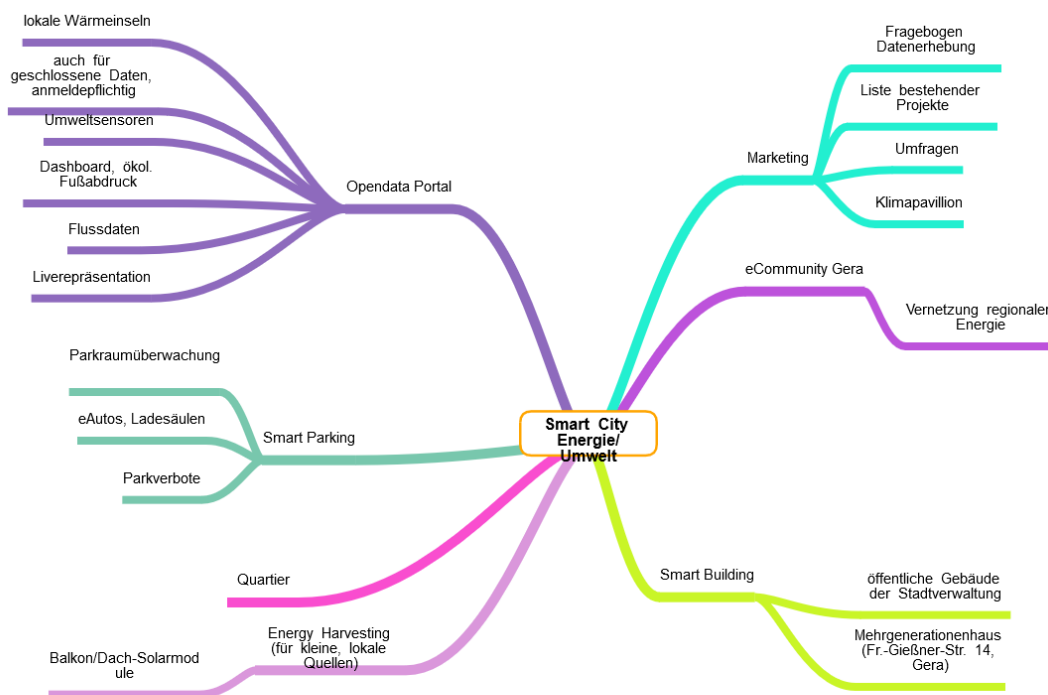 lokale Wärmeinseln
auch für
geschlossene Daten,
anmeldepflichtig
Umweltsensoren
Dashboard, ökol.
Fußabdruck
Flussdaten
Liverepräsentation
Opendata Portal
Parkraumüberwachung
eAutos, Ladesäulen
Parkverbote
Smart Parking
Quartier
Energy Harvesting
(für kleine, lokale
Quellen)
Balkon/Dach-Solarmod
ule
Smart City
Energie/
Umwelt
Marketing
Fragebogen
Datenerhebung
Liste bestehender
Projekte
Umfragen
Klimapavillion
eCommunity Gera
Vernetzung regionaler
Energie
Smart Building
öffentliche Gebäude
der Stadtverwaltung
Mehrgenerationenhaus
(Fr.-Gießner-Str. 14,
Gera)